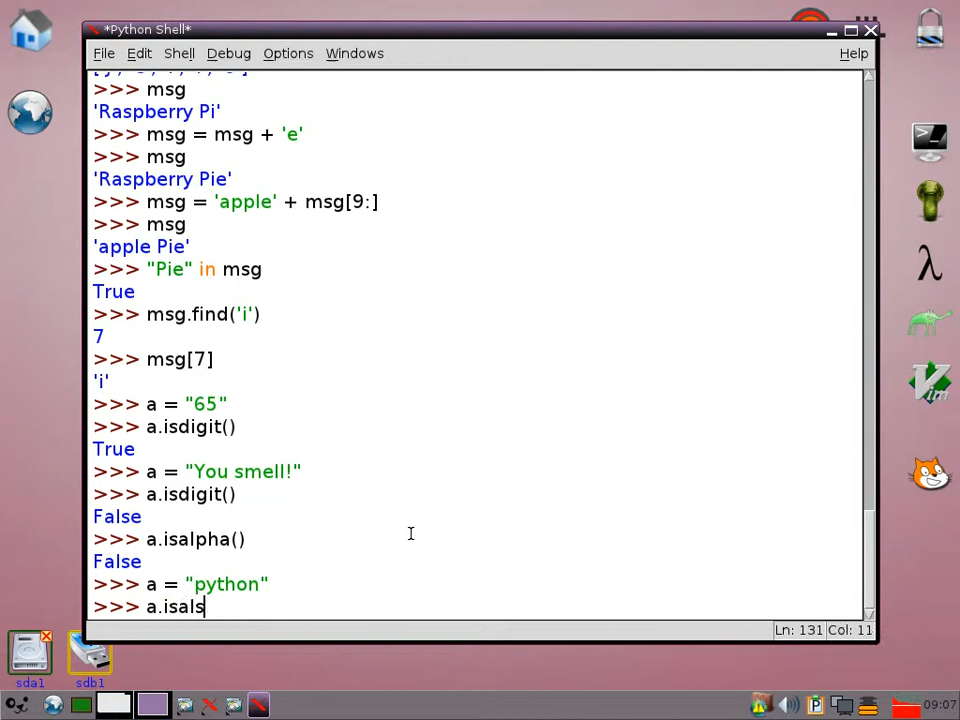 *Python Shell*
File Edit Shell Debug Options Windows Help
>>> msg
'Raspberry Pi'
>>> msg = msg + 'e'
>>> msg
'Raspberry Pie'
>>> msg = 'apple' + msg[9:]
>>> msg
'apple Pie'
>>> "Pie" in msg
True
>>> msg.find('i')
7
>>> msg[7]
'i'
>>> a = "65"
>>> a.isdigit()
True
>>> a = "You smell!"
>>> a.isdigit()
False
>>> a.isalpha()
False
>>> a = "python"
>>> a.isals
Ln: 131 Col: 11
sda1 sdb1
09:07